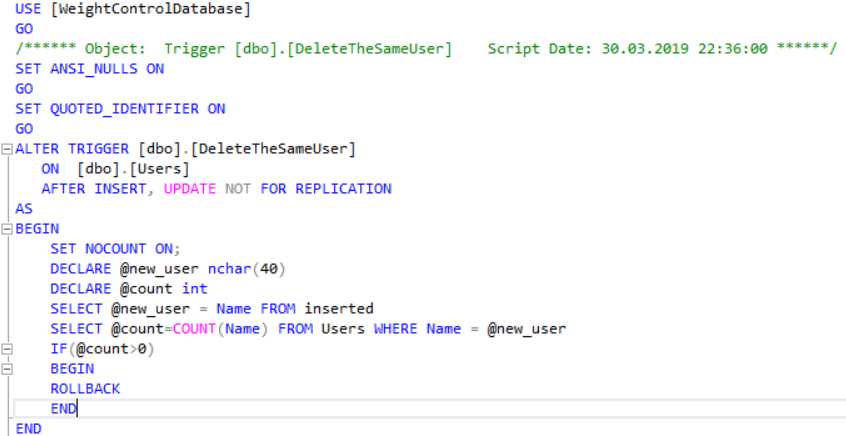 USE [WeightControlDatabase]
GO
/****** Object:  Trigger [dbo].[DeleteTheSameUser]    Script Date: 30.03.2019 22:36:00 ******/
SET ANSI_NULLS ON
GO
SET QUOTED_IDENTIFIER ON
GO
ALTER TRIGGER [dbo].[DeleteTheSameUser]
   ON  [dbo].[Users]
   AFTER INSERT, UPDATE NOT FOR REPLICATION
AS
BEGIN
    SET NOCOUNT ON;
    DECLARE @new_user nchar(40)
    DECLARE @count int
    SELECT @new_user = Name FROM inserted
    SELECT @count=COUNT(Name) FROM Users WHERE Name = @new_user
    IF(@count>0)
    BEGIN
    ROLLBACK
    END
END